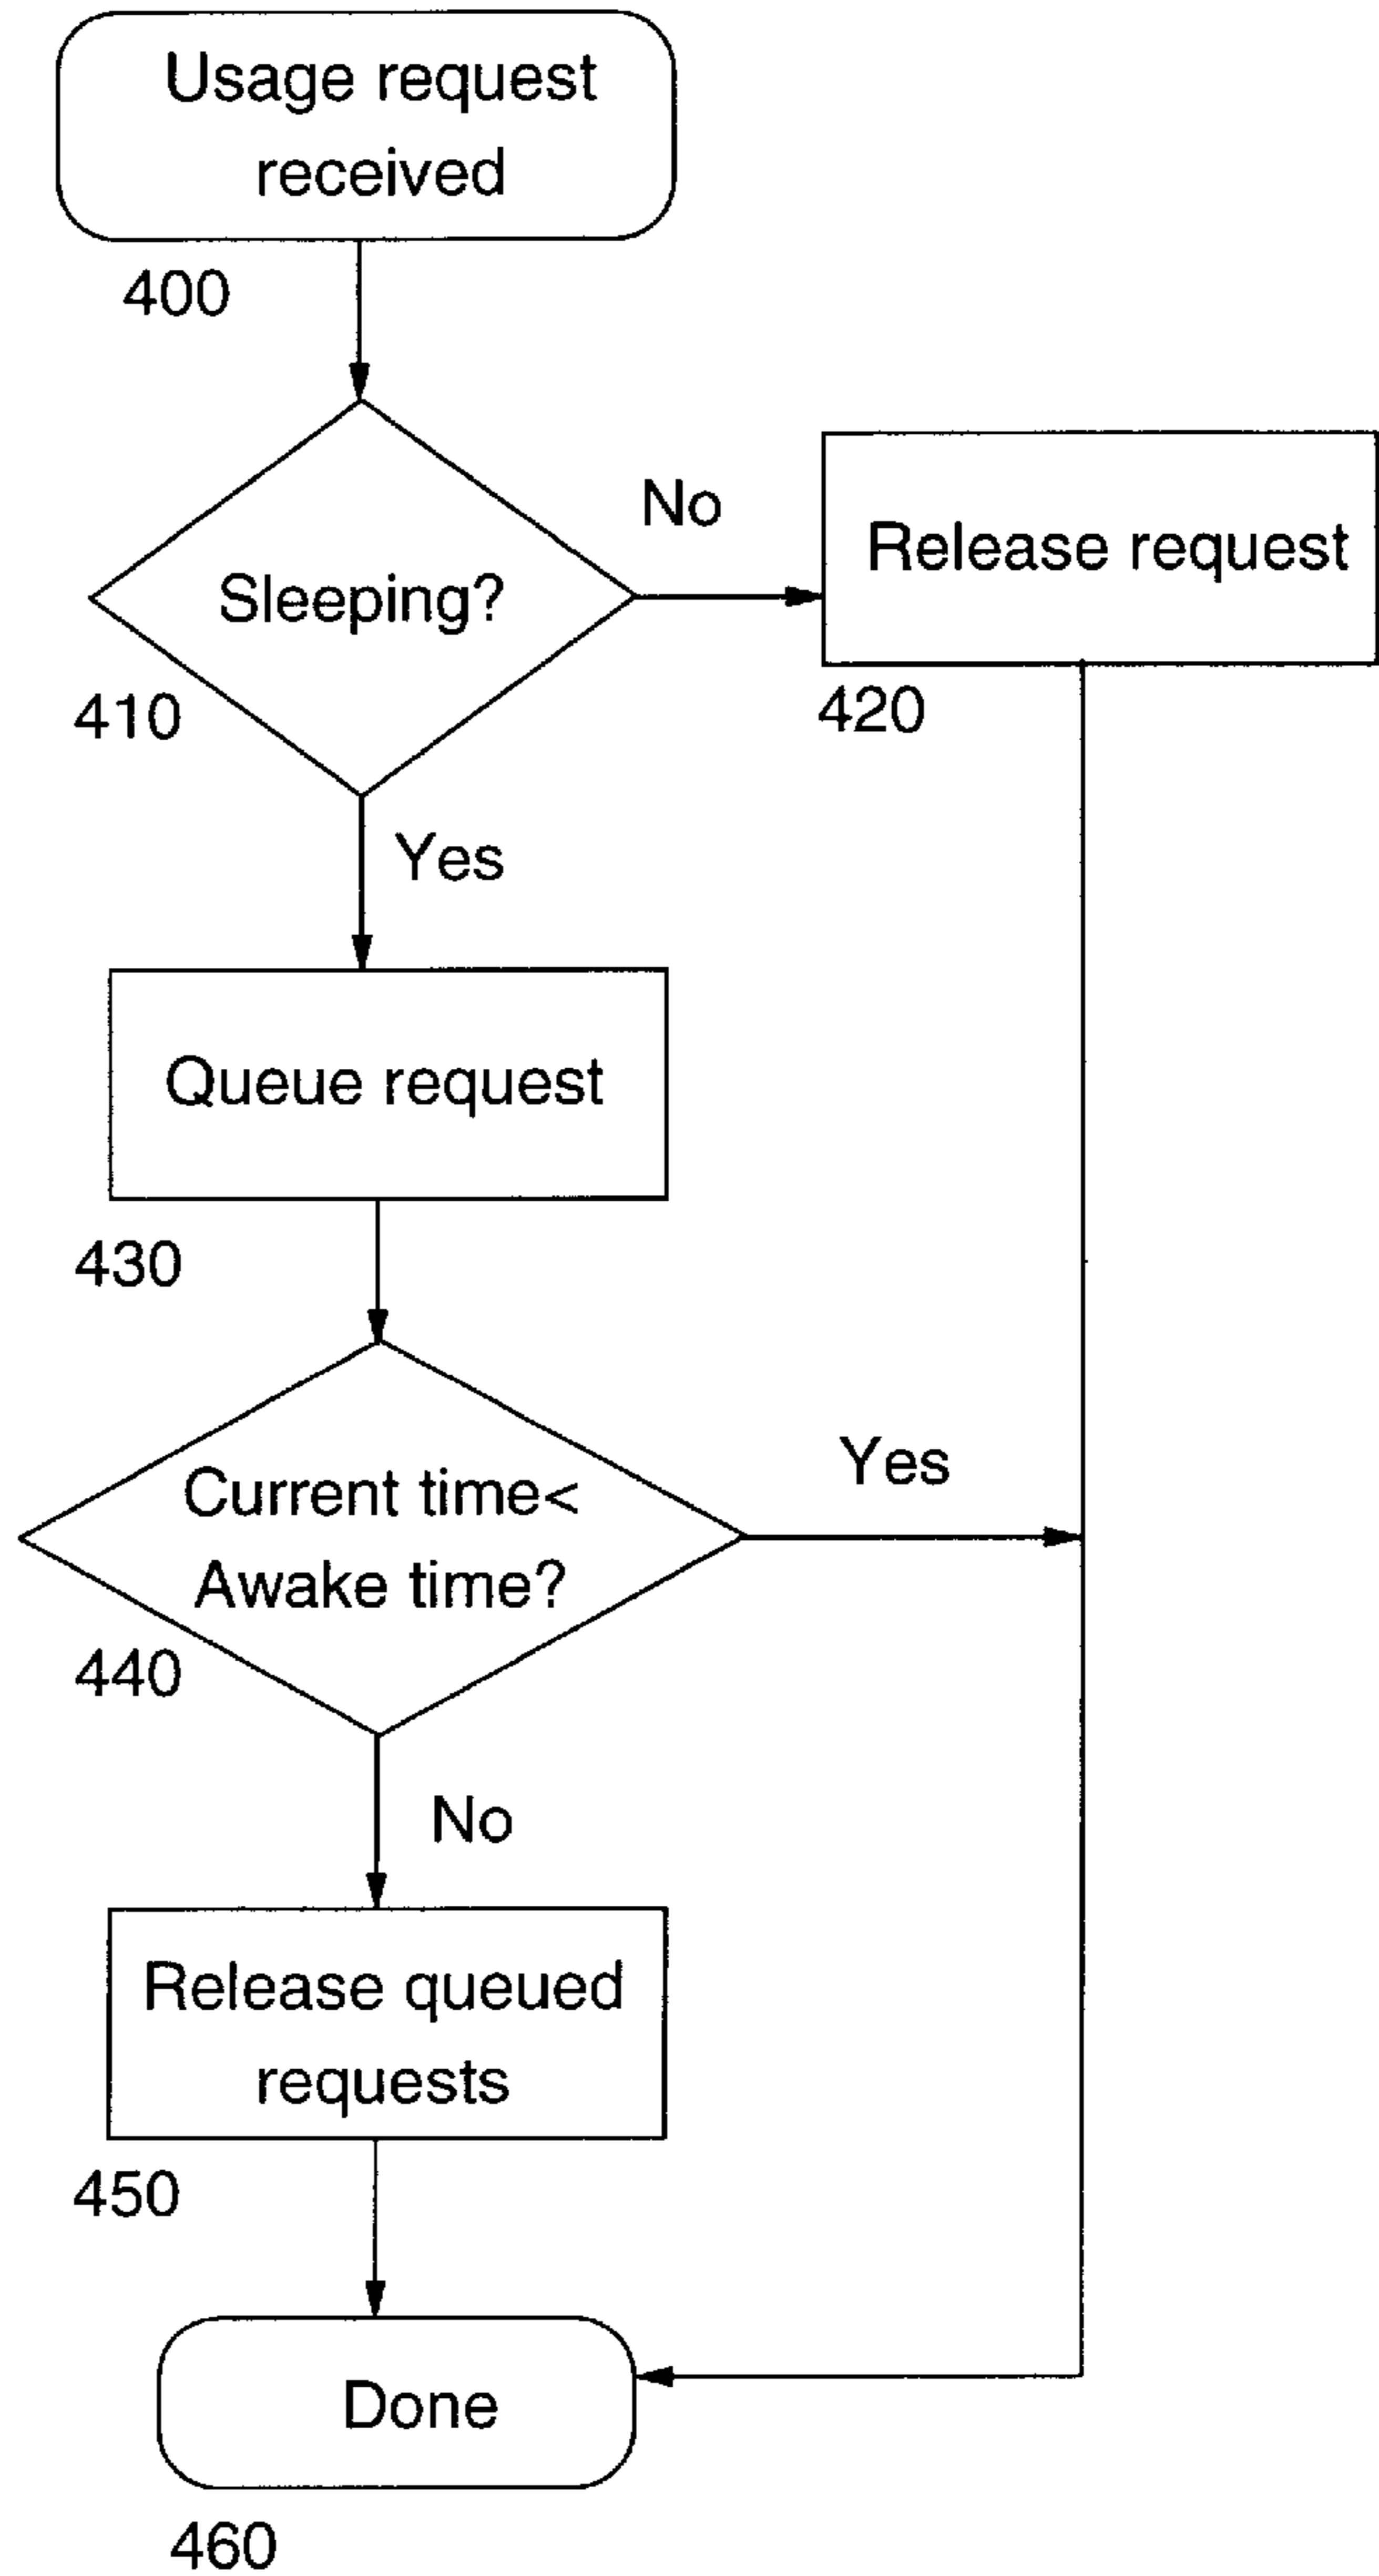 Usage request
received
400
Sleeping?
410
No
Release request
420
Yes
Queue request
430
Current time<
Awake time?
440
Yes
No
Release queued
requests
450
Done
460